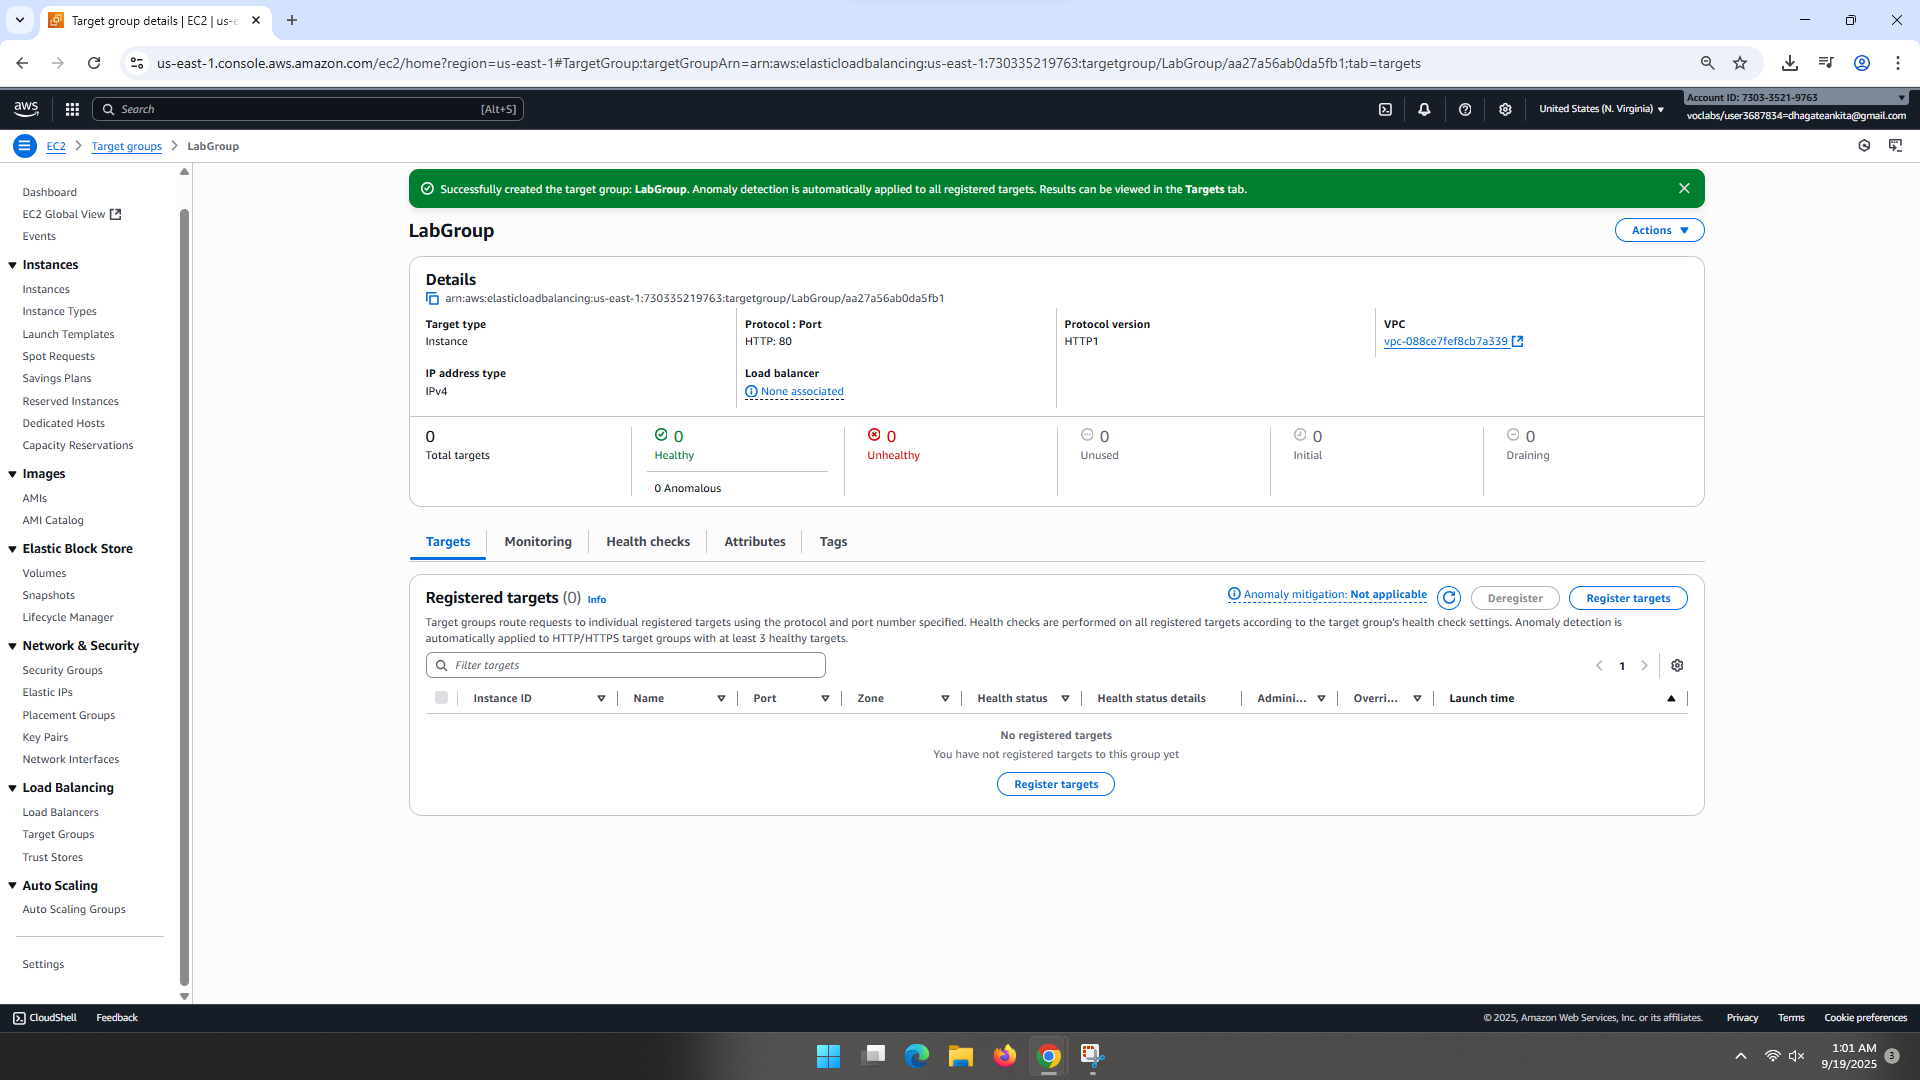 Target group details | EC2 | us-e
us-east-1.console.aws.amazon.com/ec2/home?region=us-east-1#TargetGroup:targetGroupArn=arn:aws:elasticloadbalancing:us-east-1:730335219763:targetgroup/LabGroup/aa27a56ab0da5fb1;tab=targets
aws
Search
[Alt+S]
United States (N. Virginia)
Account ID: 7303-3521-9763
voclabs/user3687834=dhagateankita@gmail.com
EC2
Target groups
LabGroup
Dashboard
EC2 Global View
Events
Instances
Instances
Instance Types
Launch Templates
Spot Requests
Savings Plans
Reserved Instances
Dedicated Hosts
Capacity Reservations
Images
AMIs
AMI Catalog
Elastic Block Store
Volumes
Snapshots
Lifecycle Manager
Network & Security
Security Groups
Elastic IPs
Placement Groups
Key Pairs
Network Interfaces
Load Balancing
Load Balancers
Target Groups
Trust Stores
Auto Scaling
Auto Scaling Groups
Settings
Successfully created the target group: LabGroup. Anomaly detection is automatically applied to all registered targets. Results can be viewed in the Targets tab.
LabGroup
Actions
Details
arn:aws:elasticloadbalancing:us-east-1:730335219763:targetgroup/LabGroup/aa27a56ab0da5fb1
Target type
Instance
Protocol : Port
HTTP: 80
Protocol version
HTTP1
VPC
vpc-088ce7fef8cb7a339
IP address type
IPv4
Load balancer
None associated
0
Total targets
0
Healthy
0 Anomalous
0
Unhealthy
0
Unused
0
Initial
0
Draining
Targets
Monitoring
Health checks
Attributes
Tags
Registered targets (0) Info
Anomaly mitigation: Not applicable
Deregister
Register targets
Target groups route requests to individual registered targets using the protocol and port number specified. Health checks are performed on all registered targets according to the target group's health check settings. Anomaly detection is
automatically applied to HTTP/HTTPS target groups with at least 3 healthy targets.
Filter targets
1
Instance ID
Name
Port
Zone
Health status
Health status details
Admini...
Overri...
Launch time
No registered targets
You have not registered targets to this group yet
Register targets
CloudShell
Feedback
© 2025, Amazon Web Services, Inc. or its affiliates.
Privacy
Terms
Cookie preferences
1:01 AM
9/19/2025
3